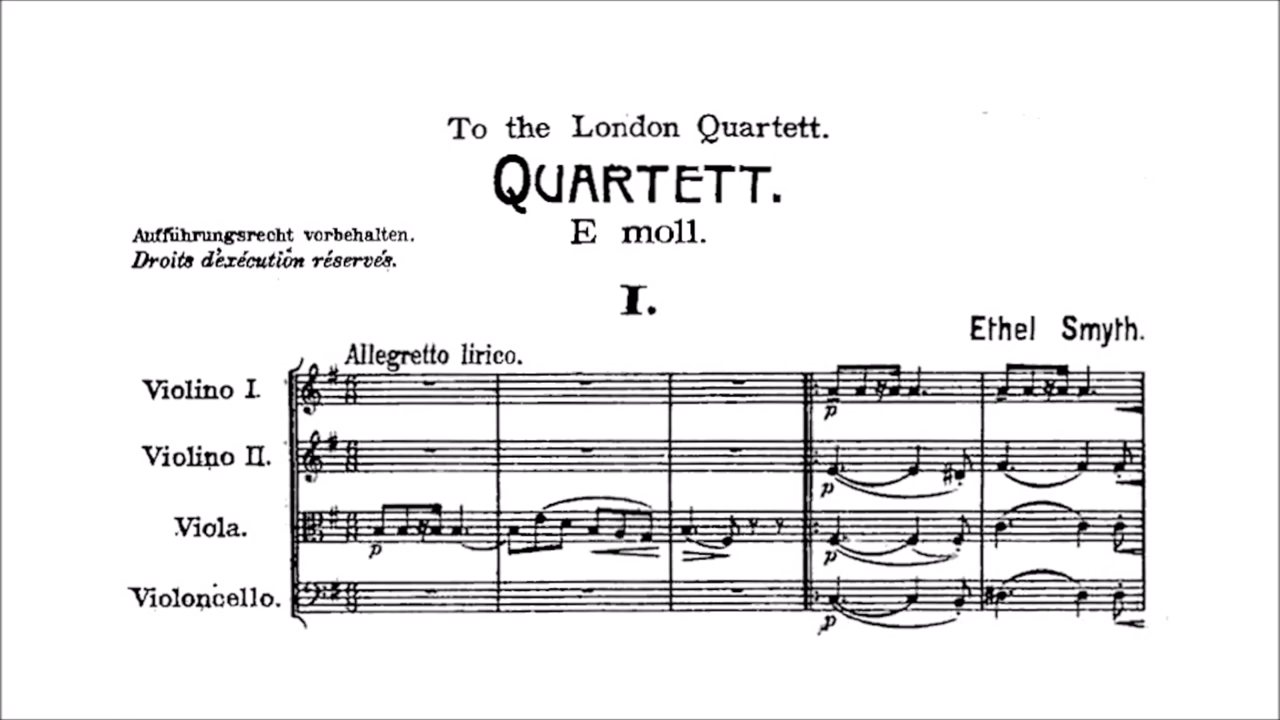 To the London Quartett.
QUARTETT.
E moll.
Aufführungsrecht vorbehalten.
Droits d'exécution réservés.
I.
Ethel Smyth.
Allegretto lirico.
Violino I.
p
Violino II.
p
Viola.
p
p
Violoncello.
p